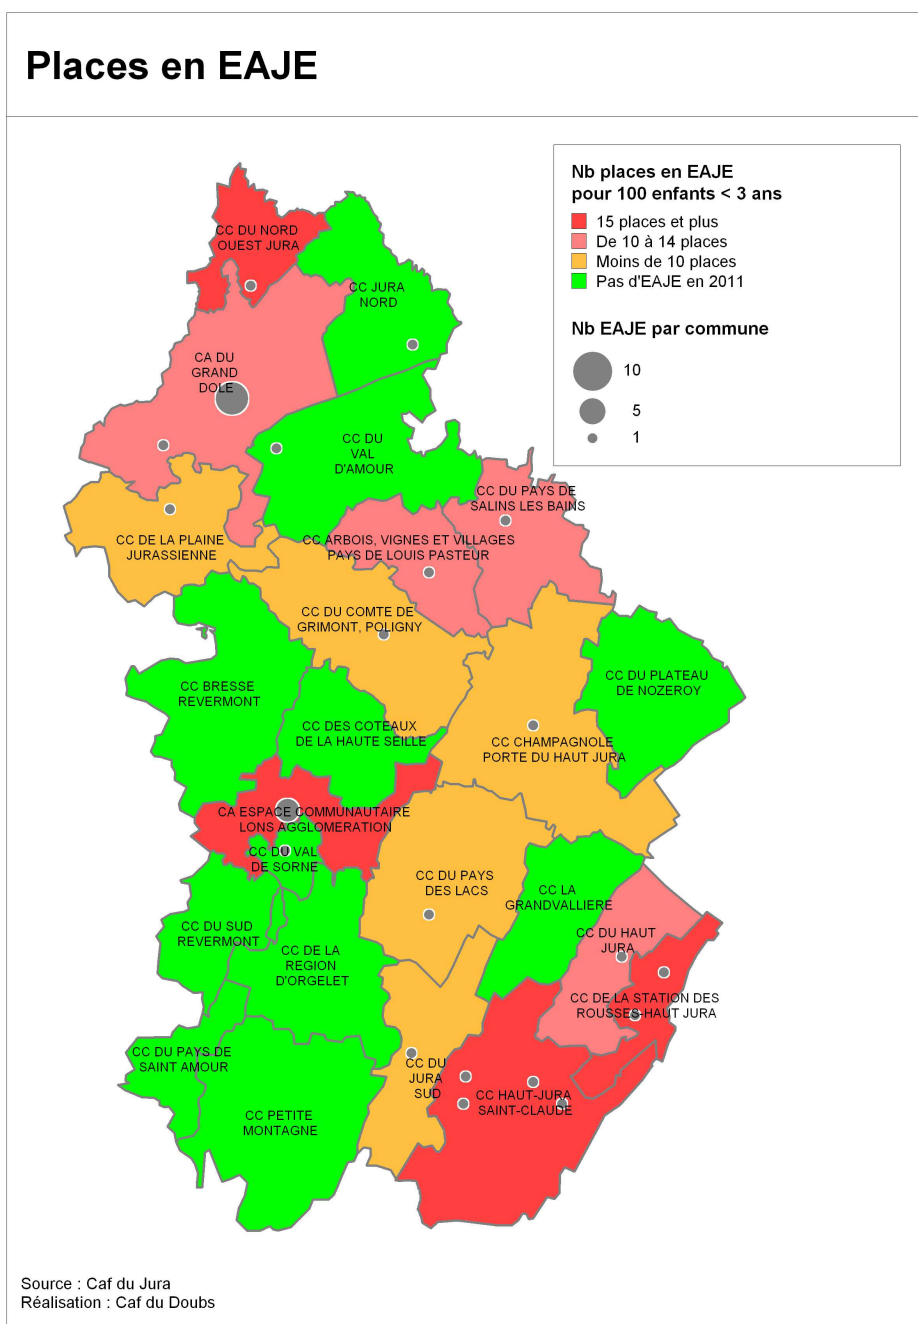 Places en EAJE
Nb places en EAJE
pour 100 enfants < 3 ans
15 places et plus
De 10 à 14 places
Moins de 10 places
Pas d'EAJE en 2011
Nb EAJE par commune
10
5
1
CC DU NORD
OUEST JURA
CC JURA
NORD
CA DU
GRAND
DOLE
CC DU
VAL
D'AMOUR
CC DU PAYS DE
SALINS LES BAINS
CC DE LA PLAINE
JURASSIENNE
CC ARBOIS, VIGNES ET VILLAGES
PAYS DE LOUIS PASTEUR
CC DU COMTE DE
GRIMONT, POLIGNY
CC DU PLATEAU
DE NOZEROY
CC BRESSE
REVERMONT
CC DES COTEAUX
DE LA HAUTE SEILLE
CC CHAMPAGNOLE
PORTE DU HAUT JURA
CA ESPACE COMMUNAUTAIRE
LONS AGGLOMERATION
CC DU VAL
DE SORNE
CC DU PAYS
DES LACS
CC LA
GRANDVALLIERE
CC DU SUD
REVERMONT
CC DE LA
REGION
D'ORGELET
CC DU HAUT
JURA
CC DE LA STATION DES
ROUSSES-HAUT JURA
CC DU PAYS DE
SAINT AMOUR
CC DU
JURA
SUD
CC HAUT-JURA
SAINT-CLAUDE
CC PETITE
MONTAGNE
Source : Caf du Jura
Réalisation : Caf du Doubs